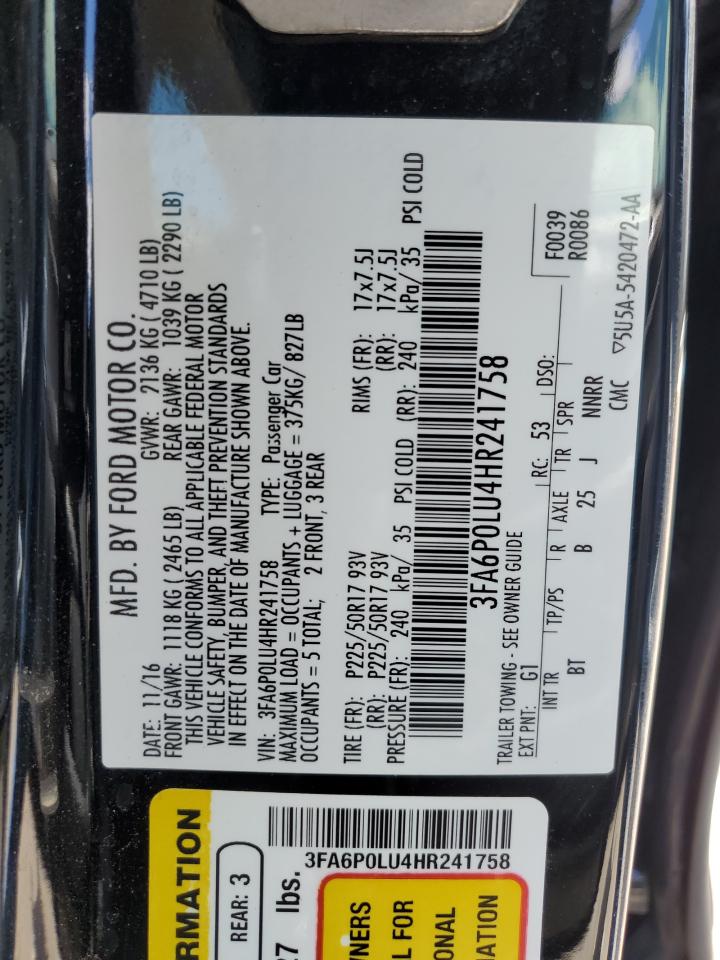 MFD. BY FORD MOTOR CO.
DATE: 11/16 GVWR: 2136 KG ( 4710 LB)
FRONT GAWR: 1118 KG ( 2465 LB) REAR GAWR: 1039 KG ( 2290 LB)
THIS VEHICLE CONFORMS TO ALL APPLICABLE FEDERAL MOTOR
VEHICLE SAFETY, BUMPER, AND THEFT PREVENTION STANDARDS
IN EFFECT ON THE DATE OF MANUFACTURE SHOWN ABOVE.
VIN: 3FA6P0LU4HR241758 TYPE: Passenger Car
MAXIMUM LOAD = OCCUPANTS + LUGGAGE = 375KG/ 827LB
OCCUPANTS = 5 TOTAL; 2 FRONT, 3 REAR
TIRE (FR): P225/50R17 93V RIMS (FR): 17x7.5J
(RR): P225/50R17 93V (RR): 17x7.5J
PRESSURE (FR): 240 kPa/ 35 PSI COLD (RR): 240 kPa/ 35 PSI COLD
3FA6P0LU4HR241758
TRAILER TOWING - SEE OWNER GUIDE
EXT PNT: G1 RC: 53 DSO: F0039
R0086
INT TR TP/PS R AXLE TR SPR
BT B 25 J NNRR
CMC ▽5U5A-5420472-AA
RMATION
REAR: 3
27 lbs.
3FA6P0LU4HR241758
WNERS
L FOR
ONAL
MATION